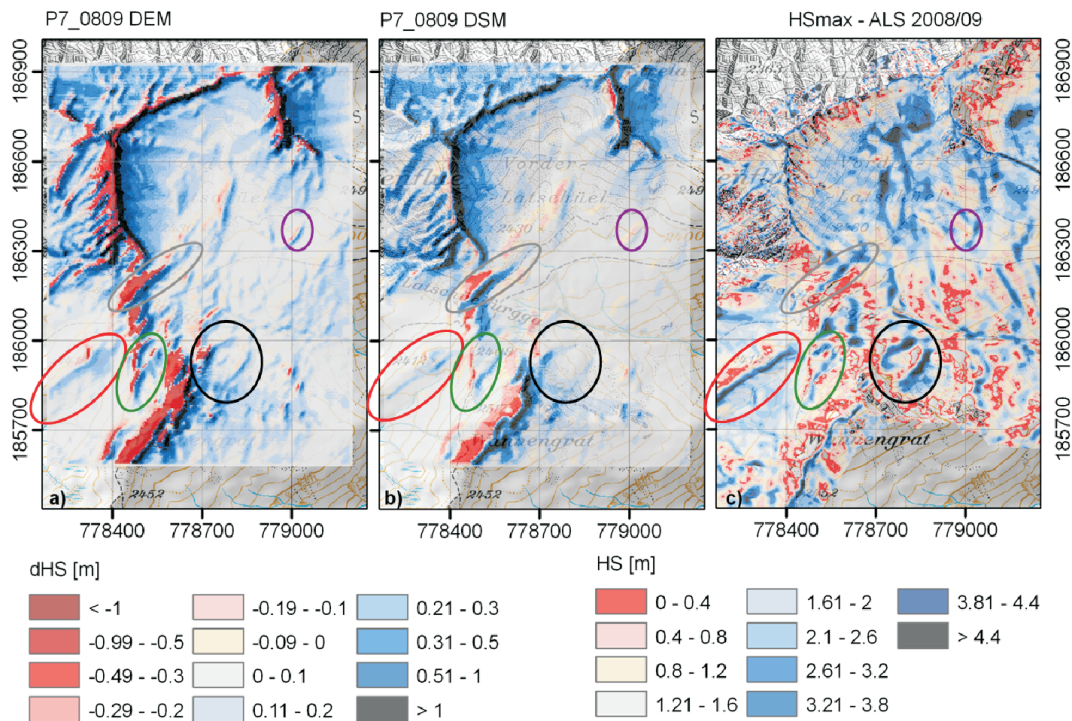 P7_0809 DEM
P7_0809 DSM
HSmax - ALS 2008/09
186900
186600
186300
186000
185700
186900
186600
186300
186000
185700
Vorder-
Latschüel
2400
2430
Wannengrat
Wannengrat
2452
2452
2452
a)
b)
c)
778400 778700 779000
778400 778700 779000
778400 778700 779000
dHS [m]
< -1
-0.99 - -0.5
-0.49 - -0.3
-0.29 - -0.2
-0.19 - -0.1
-0.09 - 0
0 - 0.1
0.11 - 0.2
0.21 - 0.3
0.31 - 0.5
0.51 - 1
> 1
HS [m]
0 - 0.4
0.4 - 0.8
0.8 - 1.2
1.21 - 1.6
1.61 - 2
2.1 - 2.6
2.61 - 3.2
3.21 - 3.8
3.81 - 4.4
> 4.4